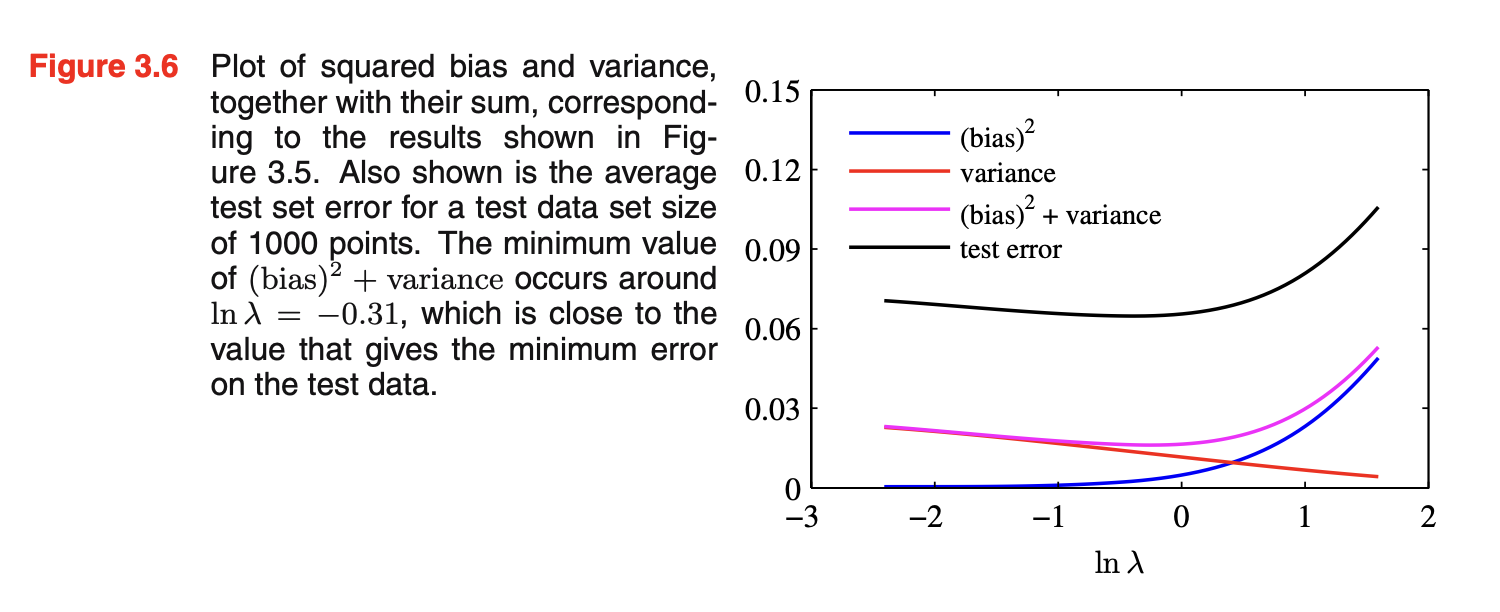 Figure 3.6 Plot of squared bias and variance,
together with their sum, correspond-
ing to the results shown in Fig-
ure 3.5. Also shown is the average
test set error for a test data set size
of 1000 points. The minimum value
of (bias)² + variance occurs around
ln λ = −0.31, which is close to the
value that gives the minimum error
on the test data.
0.15
0.12
0.09
0.06
0.03
0
(bias)²
variance
(bias)² + variance
test error
−3 −2 −1 0 1 2
ln λ